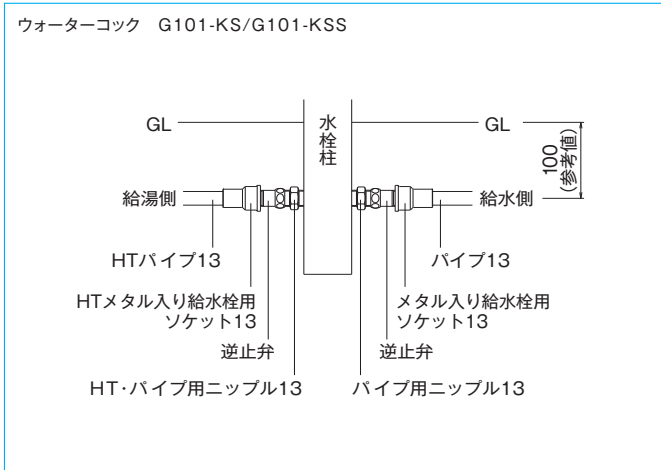 ウォーターコック G101-KS/G101-KSS
GL
水栓柱
GL
100
(参考値)
給湯側
給水側
HTパイプ13
パイプ13
HTメタル入り給水栓用
ソケット13
メタル入り給水栓用
ソケット13
逆止弁
逆止弁
HT・パイプ用ニップル13
パイプ用ニップル13